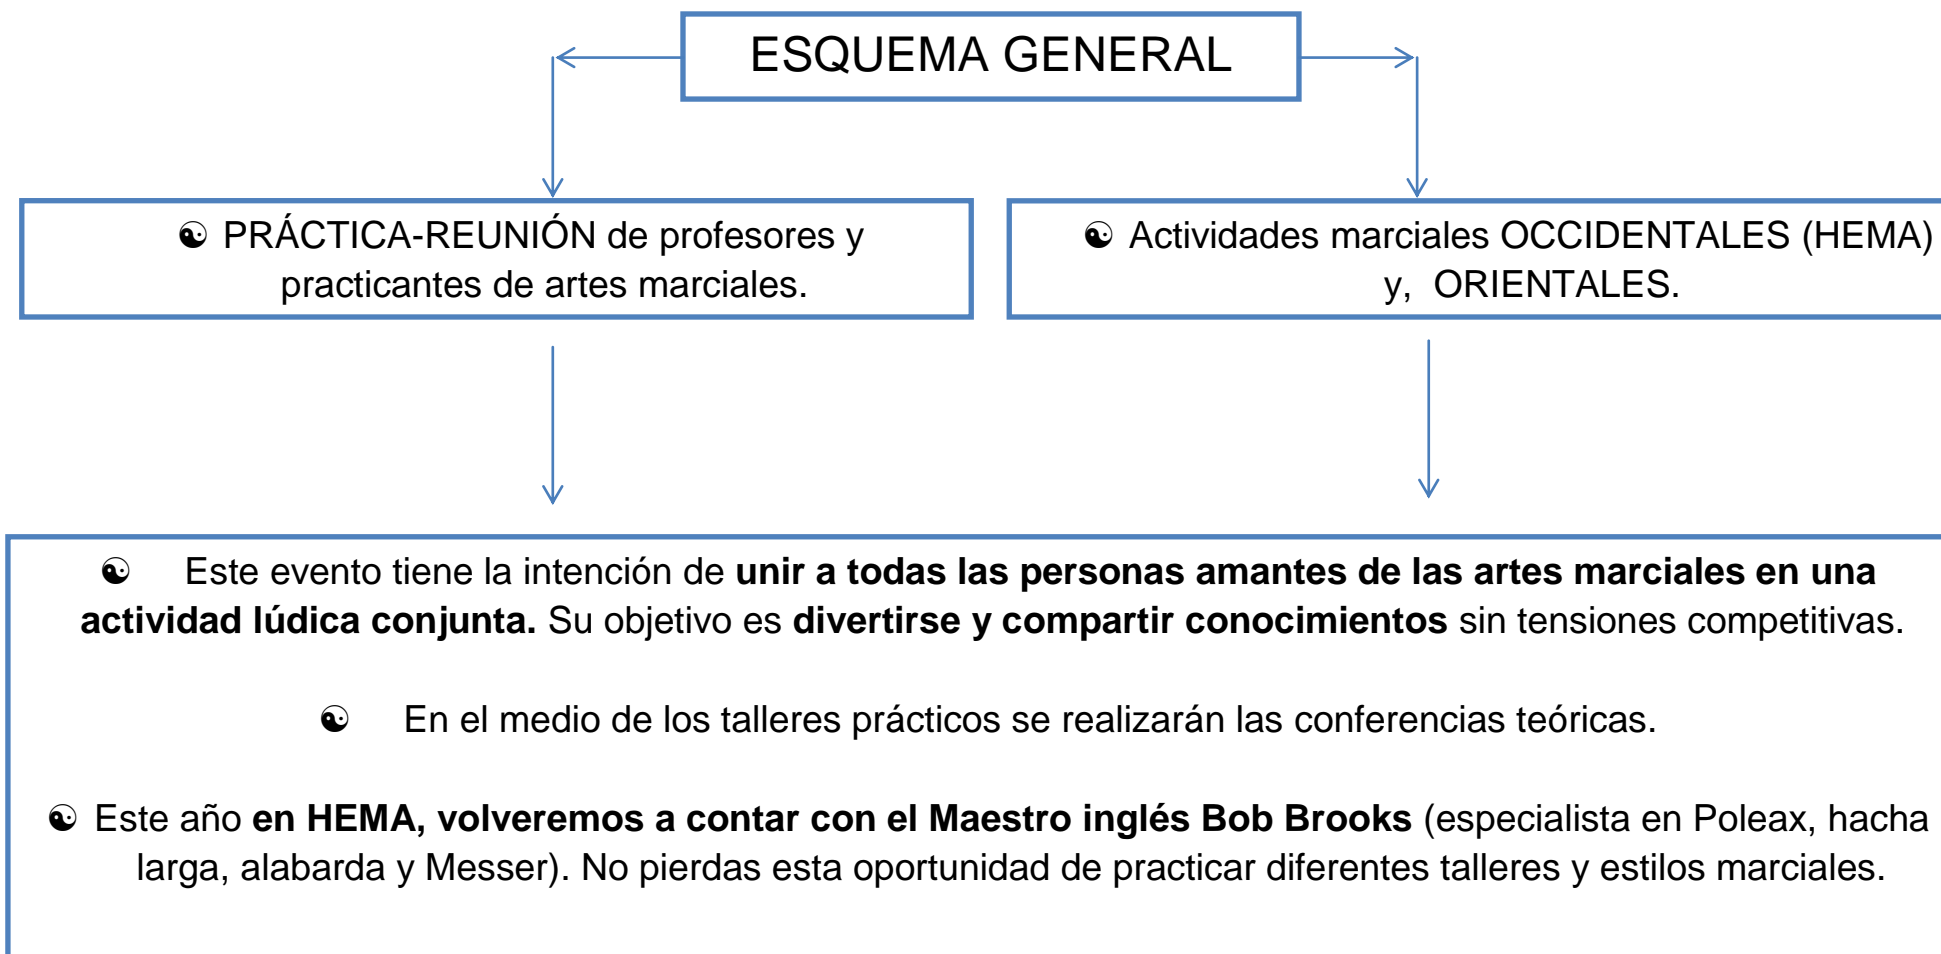 ESQUEMA GENERAL
☯ PRÁCTICA-REUNIÓN de profesores y
practicantes de artes marciales.
☯ Actividades marciales OCCIDENTALES (HEMA)
y, ORIENTALES.
☯ Este evento tiene la intención de unir a todas las personas amantes de las artes marciales en una
actividad lúdica conjunta. Su objetivo es divertirse y compartir conocimientos sin tensiones competitivas.
☯ En el medio de los talleres prácticos se realizarán las conferencias teóricas.
☯ Este año en HEMA, volveremos a contar con el Maestro inglés Bob Brooks (especialista en Poleax, hacha
larga, alabarda y Messer). No pierdas esta oportunidad de practicar diferentes talleres y estilos marciales.